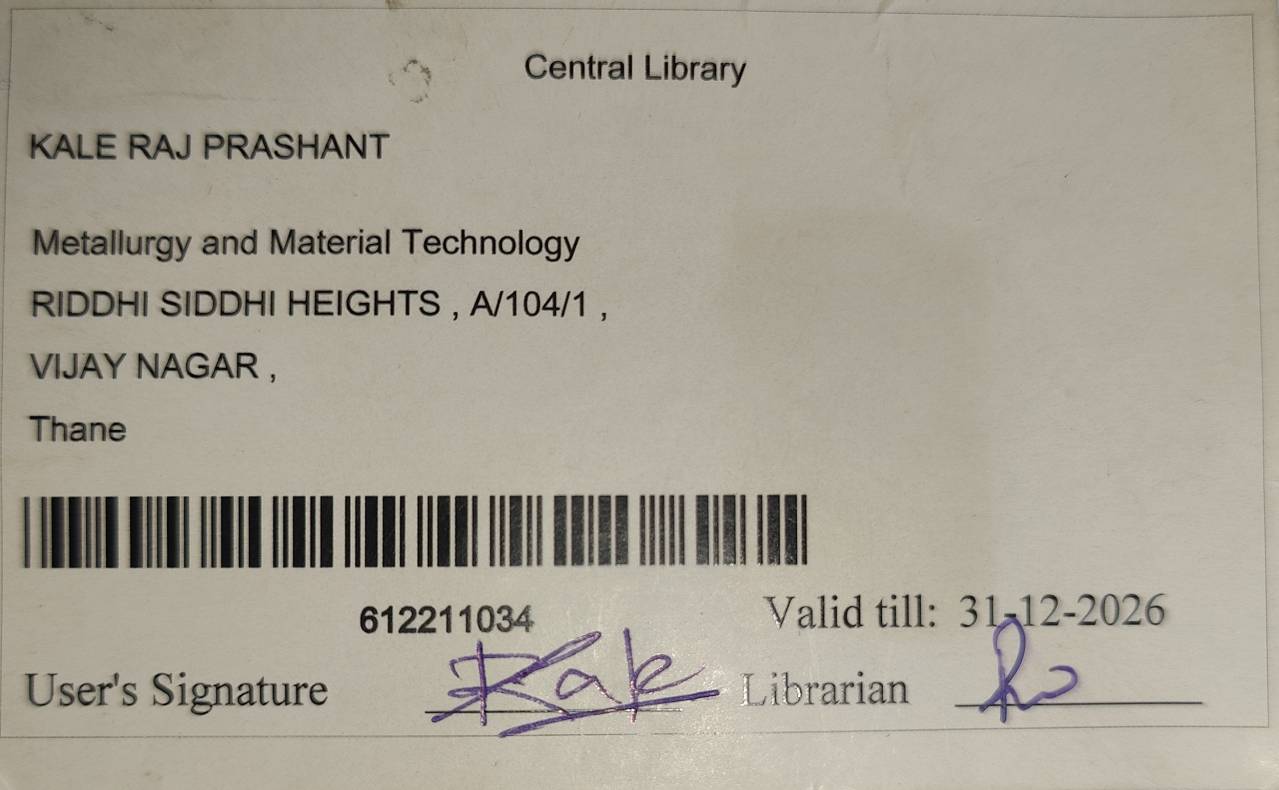 Central Library
KALE RAJ PRASHANT
Metallurgy and Material Technology
RIDDHI SIDDHI HEIGHTS , A/104/1 ,
VIJAY NAGAR ,
Thane
612211034
Valid till: 31-12-2026
User's Signature
Librarian